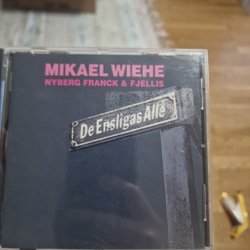 MIKAEL WIEHE
NYBERG FRANCK & FJELLIS
De Ensligas Allé